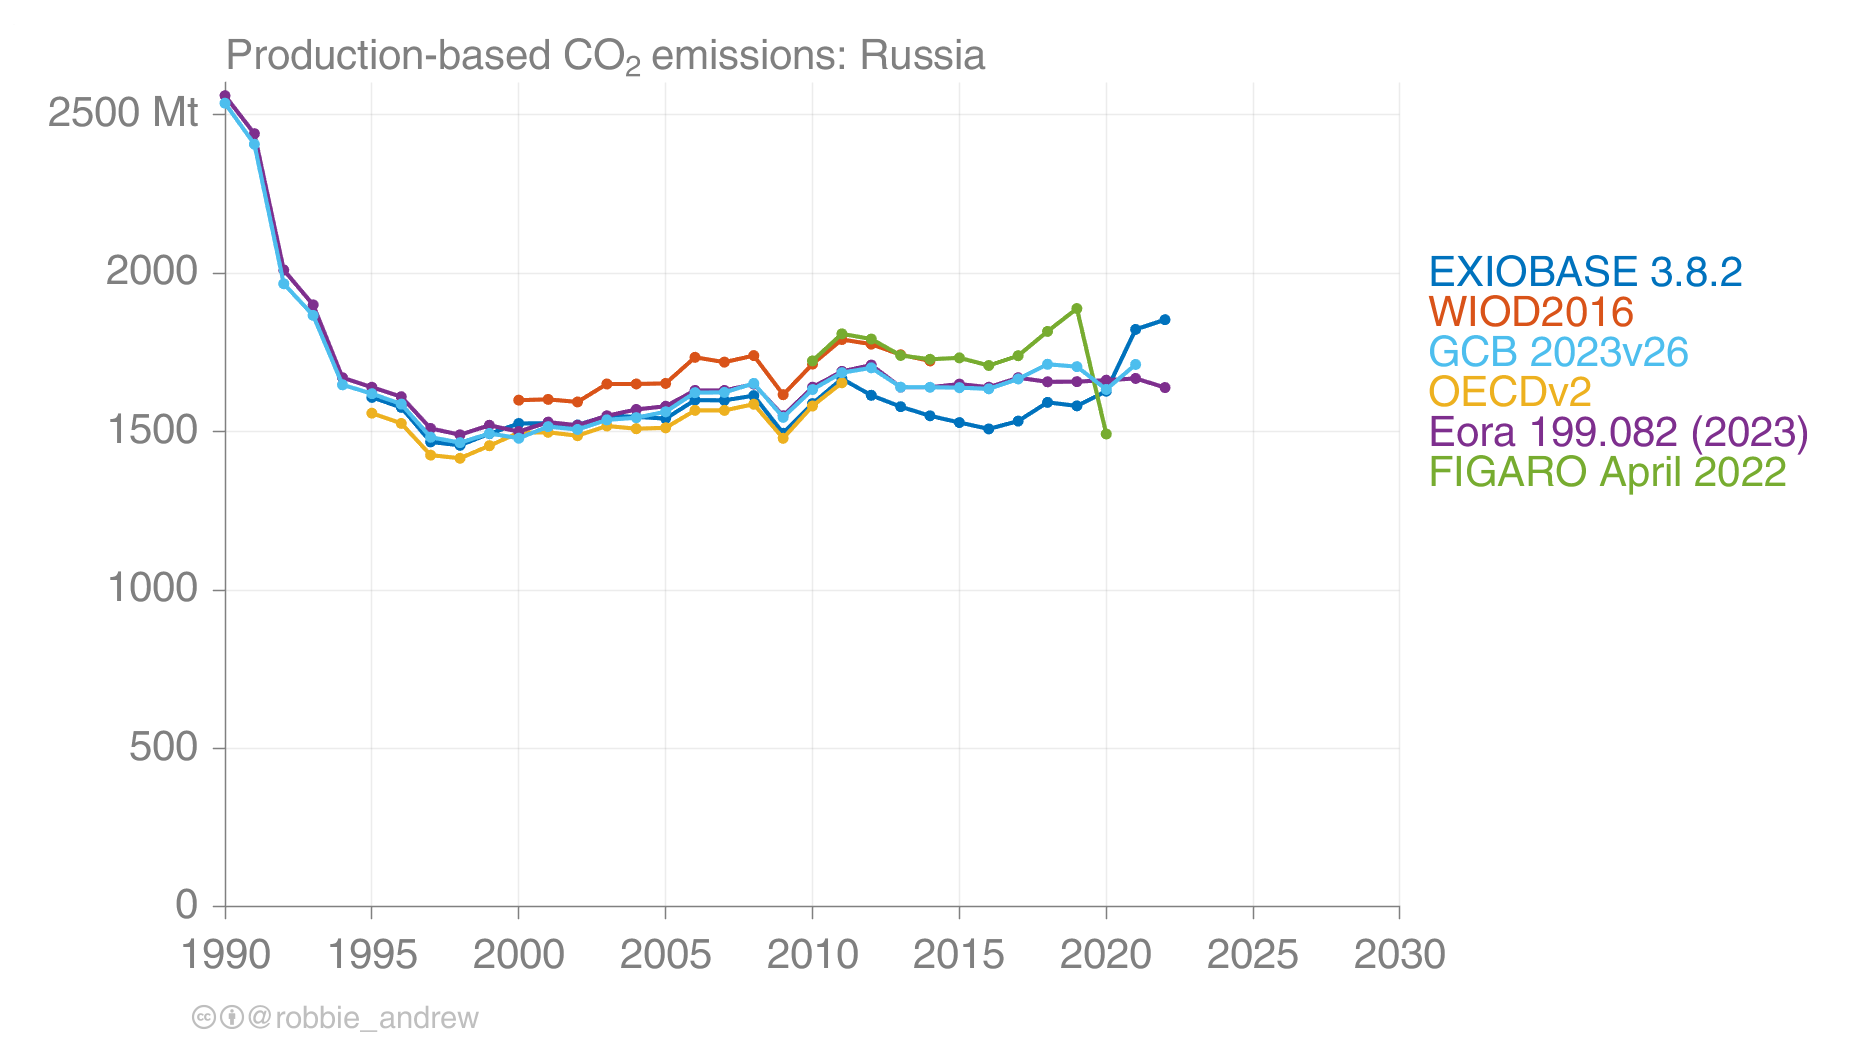 Production-based CO₂ emissions: Russia
2500 Mt
2000
1500
1000
500
0
1990 1995 2000 2005 2010 2015 2020 2025 2030
EXIOBASE 3.8.2
WIOD2016
GCB 2023v26
OECDv2
Eora 199.082 (2023)
FIGARO April 2022
cc @robbie_andrew